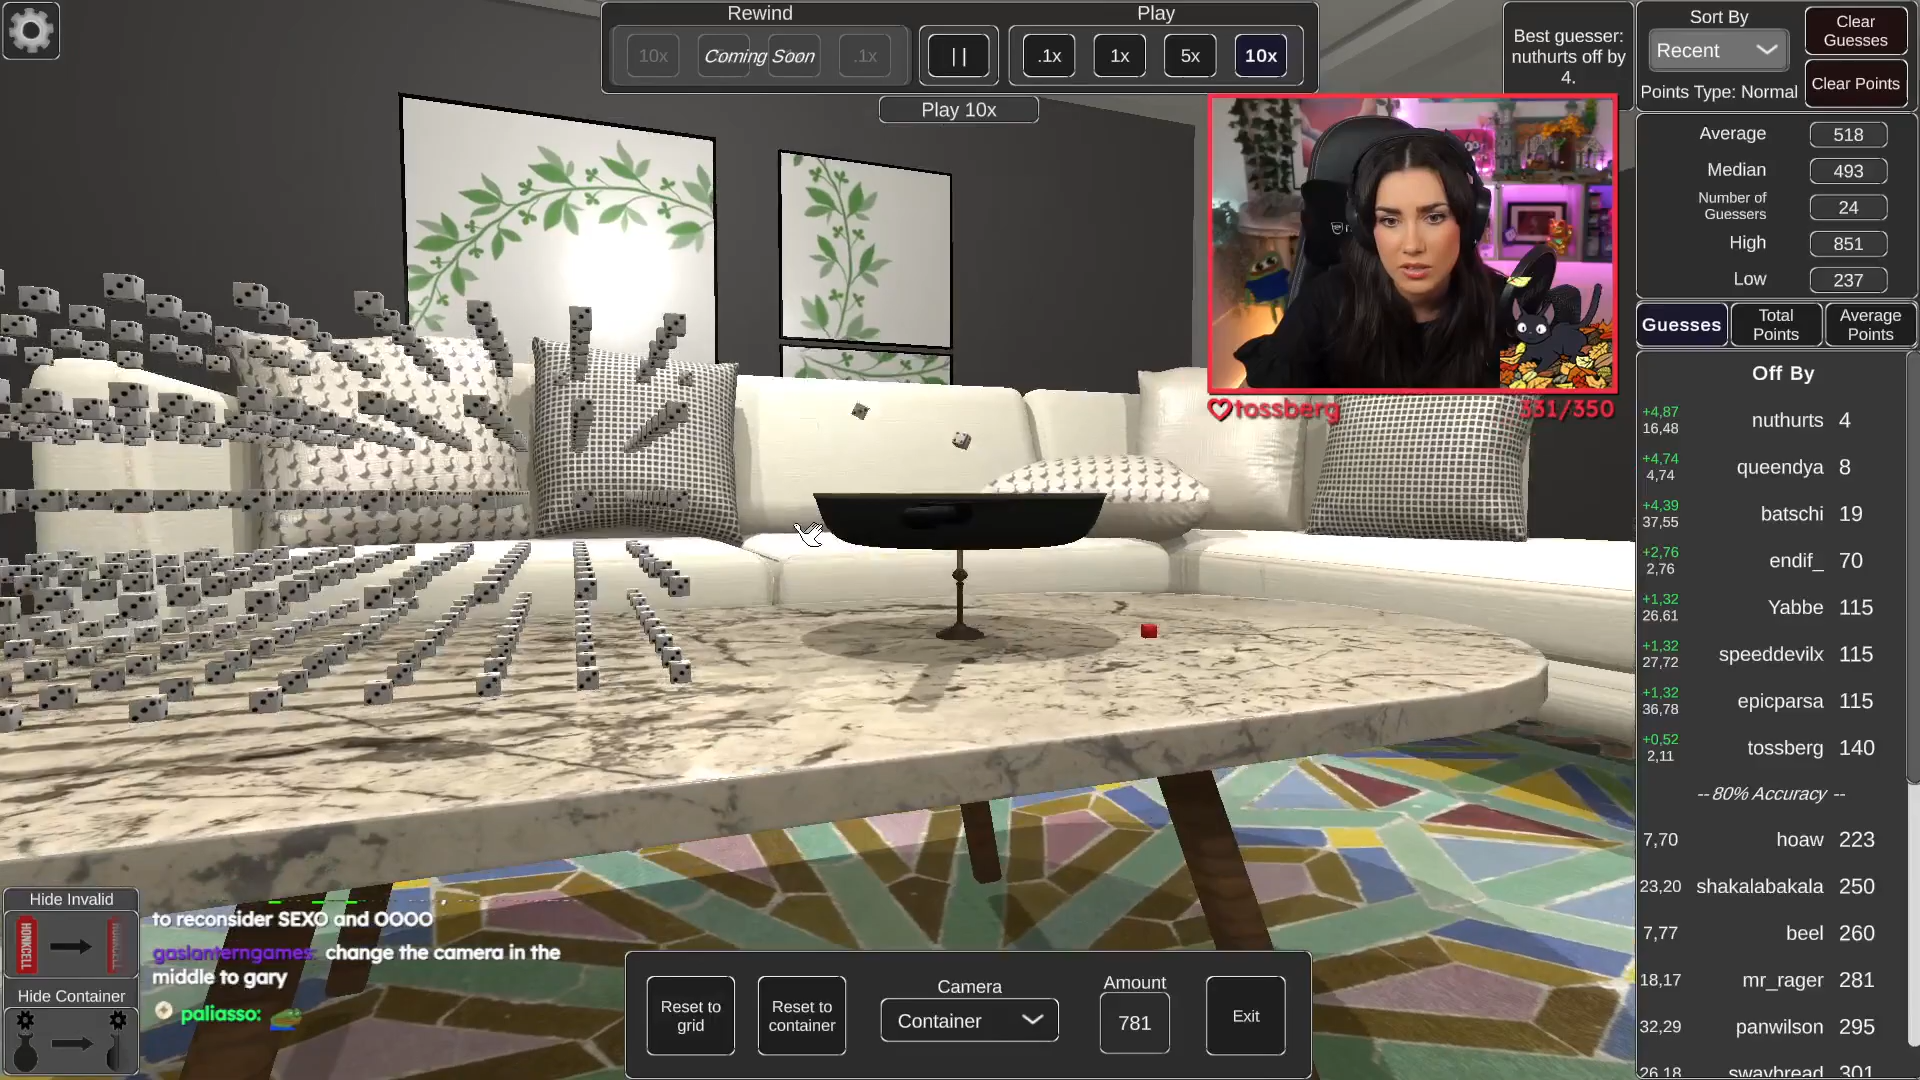 Rewind
10x
Coming Soon
.1x
||
Play
.1x
1x
5x
10x
Play 10x
Best guesser:
nuthurts off by
4.
Sort By
Recent
Clear
Guesses
Clear Points
Points Type: Normal
Average
518
Median
493
Number of
Guessers
24
High
851
Low
237
Guesses
Total
Points
Average
Points
Off By
+4,87
16,48
nuthurts 4
+4,74
4,74
queendya 8
+4,39
37,55
batschi 19
+2,76
2,76
endif_ 70
+1,32
26,61
Yabbe 115
+1,32
27,72
speeddevilx 115
+1,32
36,78
epicparsa 115
+0,52
2,11
tossberg 140
-- 80% Accuracy --
7,70 hoaw 223
23,20 shakalabakala 250
7,77 beel 260
18,17 mr_rager 281
32,29 panwilson 295
26,18 swaybread 301
tossberg
331/350
Hide Invalid
HONKCELL
Hide Container
to reconsider SEXO and OOOO
gaslanterngames: change the camera in the
middle to gary
paliasso:
Reset to
grid
Reset to
container
Camera
Container
Amount
781
Exit